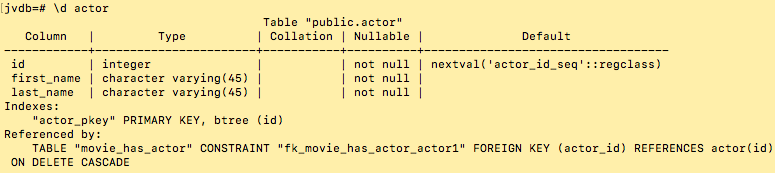 jvdb=# \d actor
                                  Table "public.actor"
   Column   |         Type          | Collation | Nullable |              Default
------------+-----------------------+-----------+----------+-----------------------------------
 id         | integer               |           | not null | nextval('actor_id_seq'::regclass)
 first_name | character varying(45) |           | not null |
 last_name  | character varying(45) |           | not null |
Indexes:
    "actor_pkey" PRIMARY KEY, btree (id)
Referenced by:
    TABLE "movie_has_actor" CONSTRAINT "fk_movie_has_actor_actor1" FOREIGN KEY (actor_id) REFERENCES actor(id)
 ON DELETE CASCADE